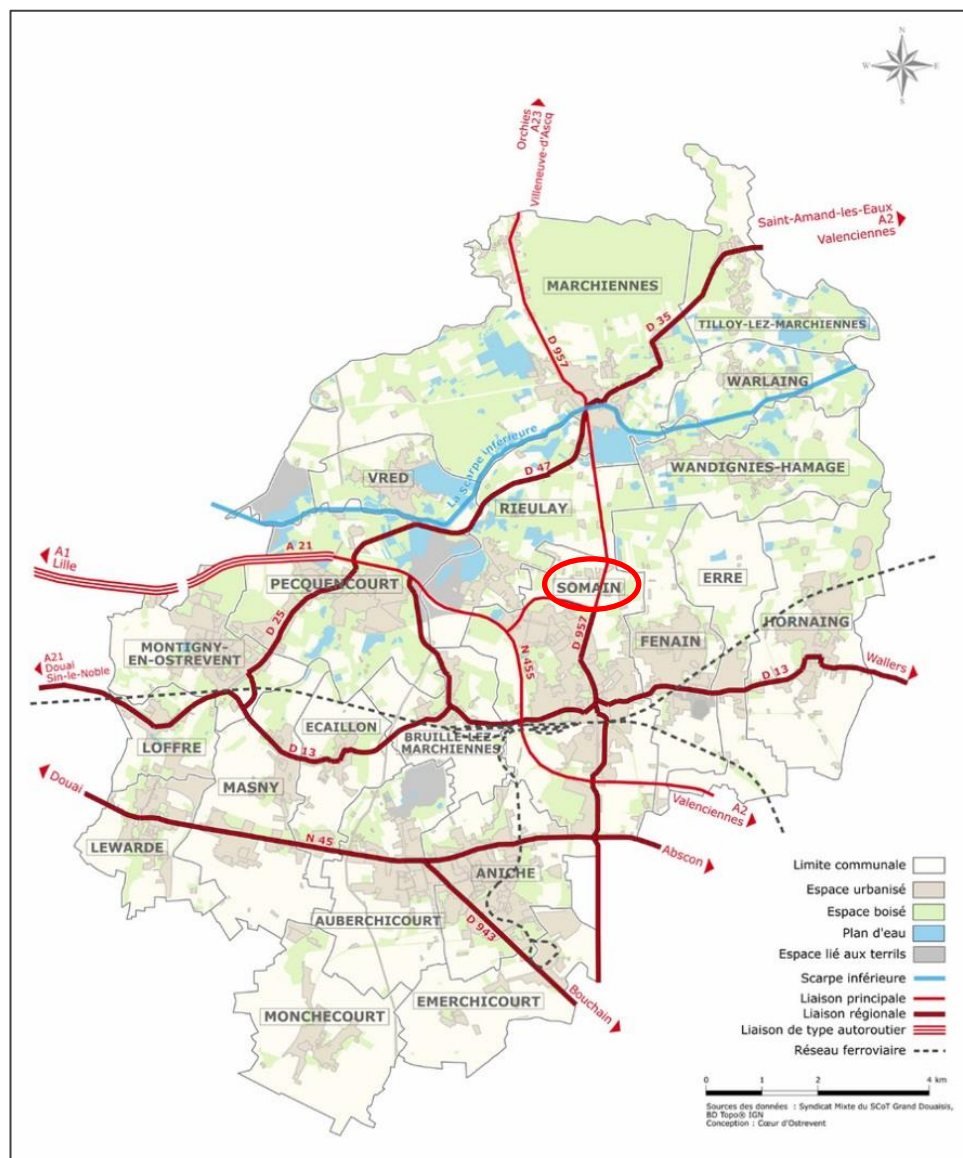 N
W
E
S
Orchies
A23
Villeneuve-d'Ascq
Saint-Amand-les-Eaux
A2
Valenciennes
MARCHIENNES
D 35
TILLOY-LEZ-MARCHIENNES
D 957
WARLAING
La Scarpe inférieure
WANDIGNIES-HAMAGE
VRED
D 47
RIEULAY
A1
Lille
A 21
PECQUENCOURT
SOMAIN
ERRE
HORNAING
D 25
MONTIGNY-
EN-OSTREVENT
N 455
D 957
FENAIN
A21
Douai
Sin-le-Noble
D 13
Wallers
ECAILLON
BRUILLE-LEZ-
MARCHIENNES
LOFFRE
D 13
MASNY
Douai
A2
Valenciennes
LEWARDE
N 45
Abscon
ANICHE
AUBERCHICOURT
D 943
EMERCHICOURT
Bouchain
MONCHECOURT
Limite communale
Espace urbanisé
Espace boisé
Plan d'eau
Espace lié aux terrils
Scarpe inférieure
Liaison principale
Liaison régionale
Liaison de type autoroutier
Réseau ferroviaire
0 1 2 4 km
Sources des données : Syndicat Mixte du SCoT Grand Douaisis,
BD Topo® IGN
Conception : Cœur d'Ostrevent